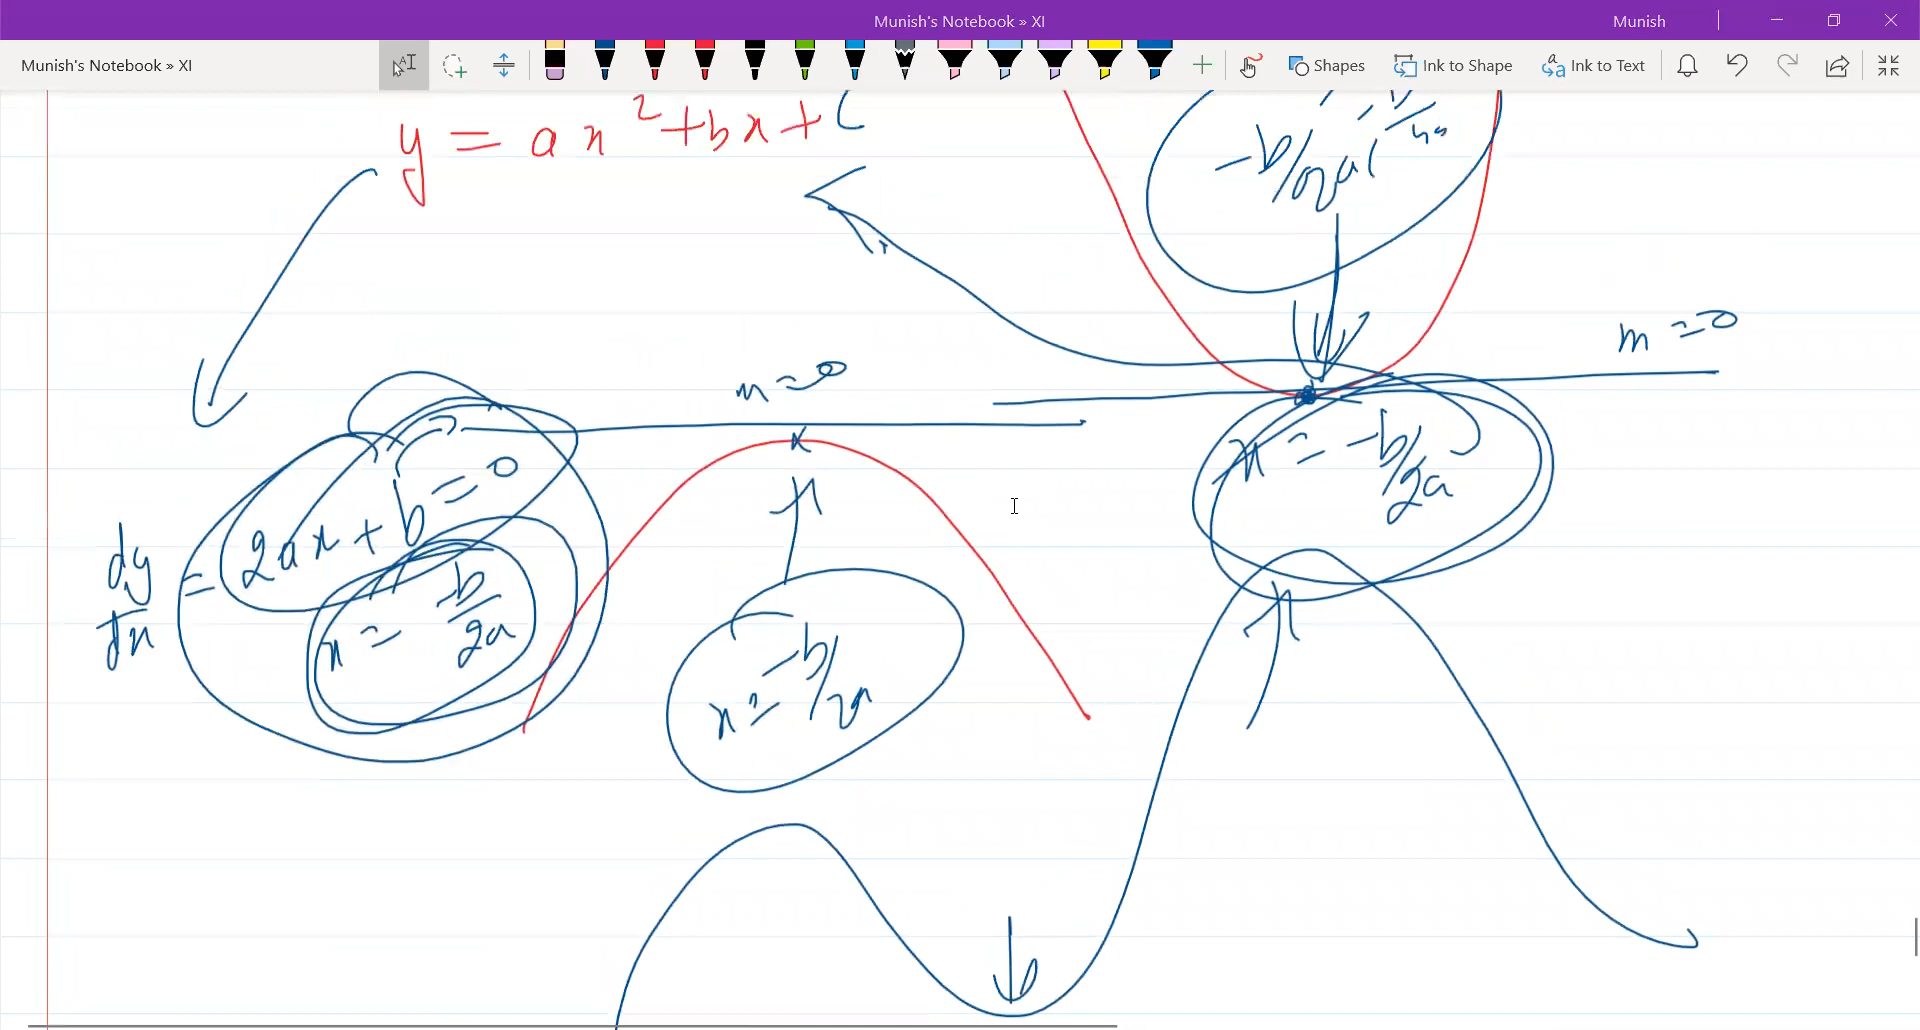 Munish's Notebook » XI
Munish
Munish's Notebook » XI
Shapes
Ink to Shape
Ink to Text
y = ax²+bx+c
-b/2a
m = 0
m = 0
dy/dx = 2ax + b = 0
x = -b/2a
x = -b/2a
x = -b/2a